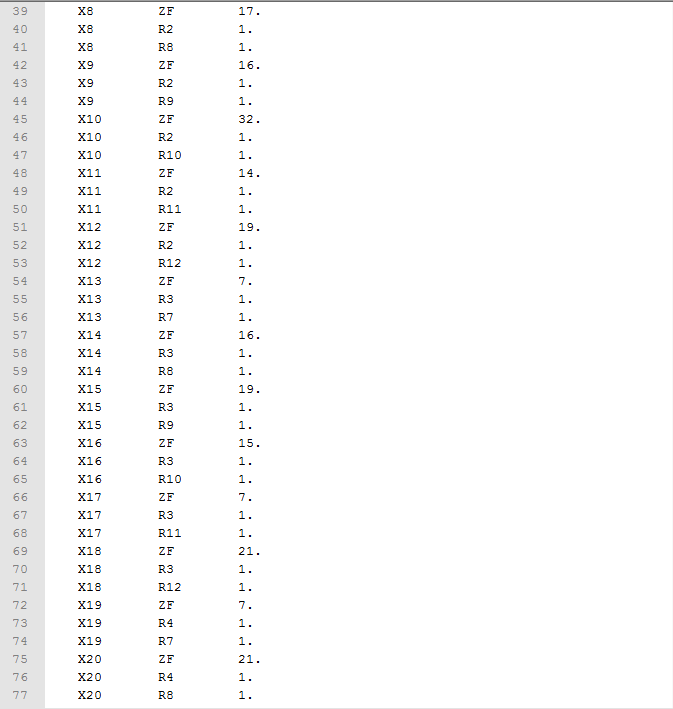 39 X8 ZF 17.
40 X8 R2 1.
41 X8 R8 1.
42 X9 ZF 16.
43 X9 R2 1.
44 X9 R9 1.
45 X10 ZF 32.
46 X10 R2 1.
47 X10 R10 1.
48 X11 ZF 14.
49 X11 R2 1.
50 X11 R11 1.
51 X12 ZF 19.
52 X12 R2 1.
53 X12 R12 1.
54 X13 ZF 7.
55 X13 R3 1.
56 X13 R7 1.
57 X14 ZF 16.
58 X14 R3 1.
59 X14 R8 1.
60 X15 ZF 19.
61 X15 R3 1.
62 X15 R9 1.
63 X16 ZF 15.
64 X16 R3 1.
65 X16 R10 1.
66 X17 ZF 7.
67 X17 R3 1.
68 X17 R11 1.
69 X18 ZF 21.
70 X18 R3 1.
71 X18 R12 1.
72 X19 ZF 7.
73 X19 R4 1.
74 X19 R7 1.
75 X20 ZF 21.
76 X20 R4 1.
77 X20 R8 1.